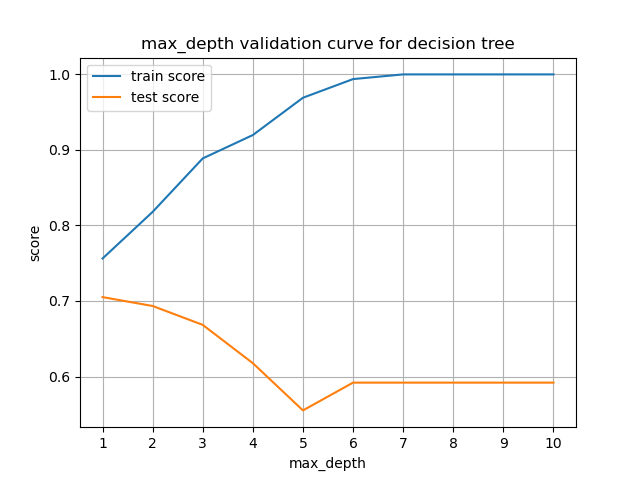 max_depth validation curve for decision tree
train score
test score
1.0
0.9
0.8
0.7
0.6
score
1 2 3 4 5 6 7 8 9 10
max_depth